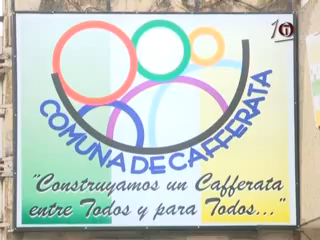 COMUNA DE CAFFERATA
"Construyamos un Cafferata
entre Todos y para Todos..."